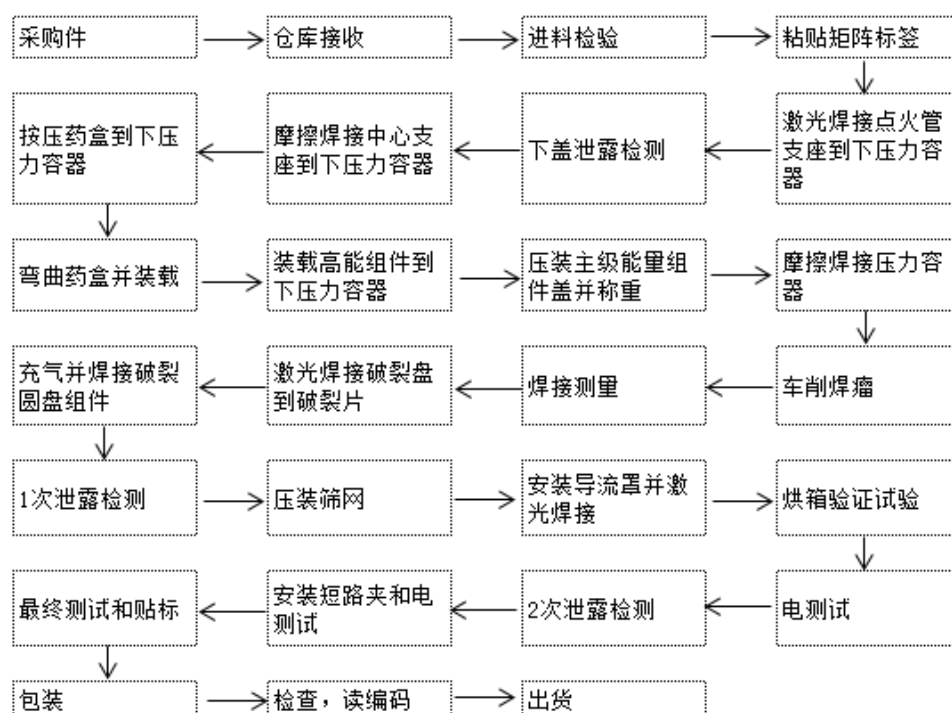 采购件
仓库接收
进料检验
粘贴矩阵标签
激光焊接点火管
支座到下压力容
器
下盖泄露检测
摩擦焊接中心支
座到下压力容器
按压药盒到下压
力容器
弯曲药盒并装载
装载高能组件到
下压力容器
压装主级能量组
件盖并称重
摩擦焊接压力容
器
车削焊瘤
焊接测量
激光焊接破裂盘
到破裂片
充气并焊接破裂
圆盘组件
1次泄露检测
压装筛网
安装导流罩并激
光焊接
烘箱验证试验
电测试
2次泄露检测
安装短路夹和电
测试
最终测试和贴标
包装
检查，读编码
出货